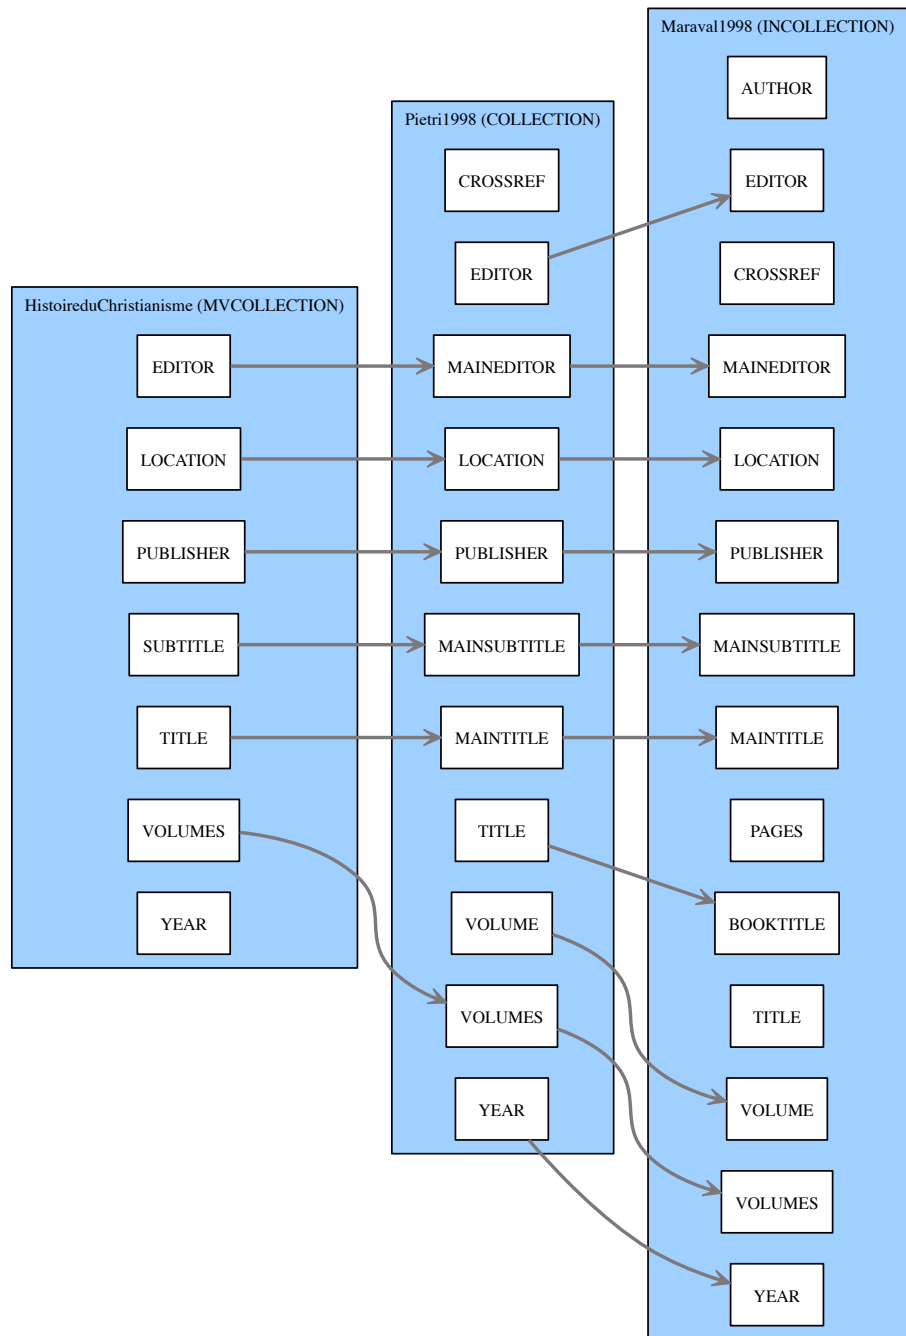 HistoireduChristianisme (MVCOLLECTION)
EDITOR
LOCATION
PUBLISHER
SUBTITLE
TITLE
VOLUMES
YEAR
Pietri1998 (COLLECTION)
CROSSREF
EDITOR
MAINEDITOR
LOCATION
PUBLISHER
MAINSUBTITLE
MAINTITLE
TITLE
VOLUME
VOLUMES
YEAR
Maraval1998 (INCOLLECTION)
AUTHOR
EDITOR
CROSSREF
MAINEDITOR
LOCATION
PUBLISHER
MAINSUBTITLE
MAINTITLE
PAGES
BOOKTITLE
TITLE
VOLUME
VOLUMES
YEAR